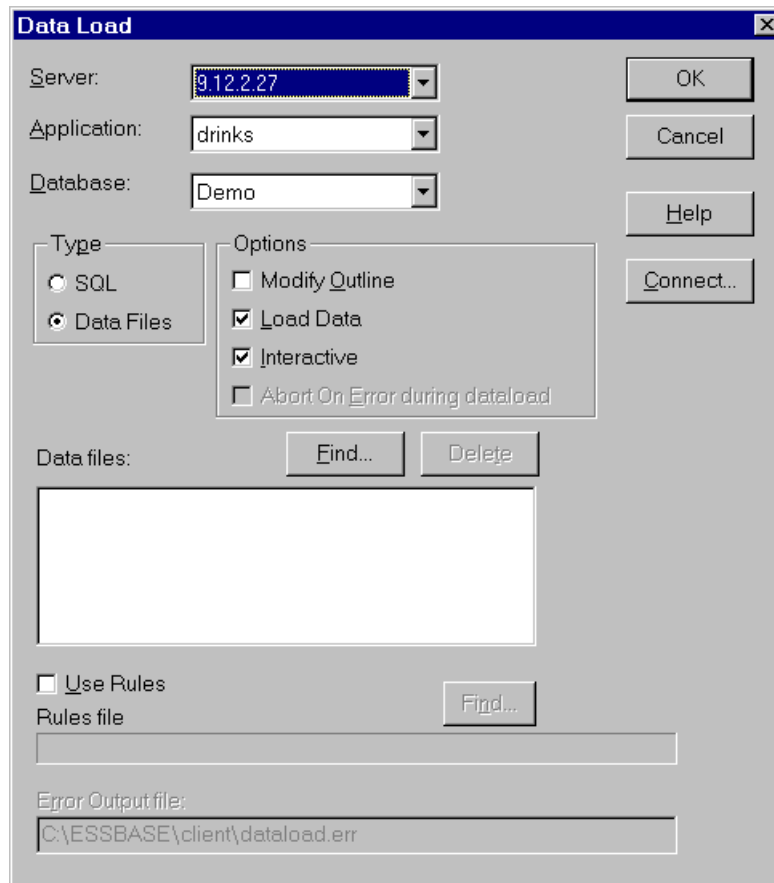 Data Load
Server: 9.12.2.27 OK
Application: drinks Cancel
Database: Demo
Help
Type Options
SQL Modify Outline Connect...
Data Files Load Data
Interactive
Abort On Error during dataload
Data files: Find... Delete
Use Rules
Rules file Find...
Error Output file:
C:\ESSBASE\client\dataload.err